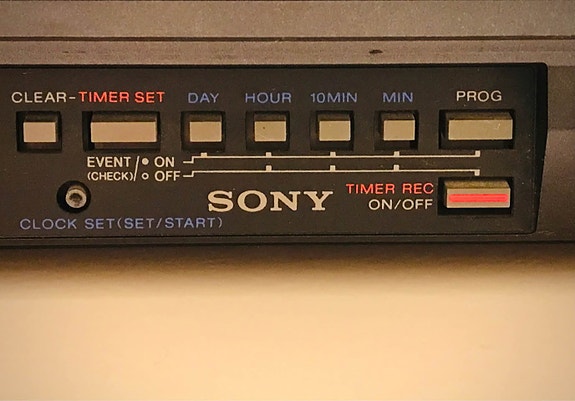 CLEAR-TIMER SET DAY HOUR 10MIN MIN PROG
EVENT / ● ON
(CHECK) / ○ OFF
SONY
TIMER REC
ON/OFF
CLOCK SET(SET/START)